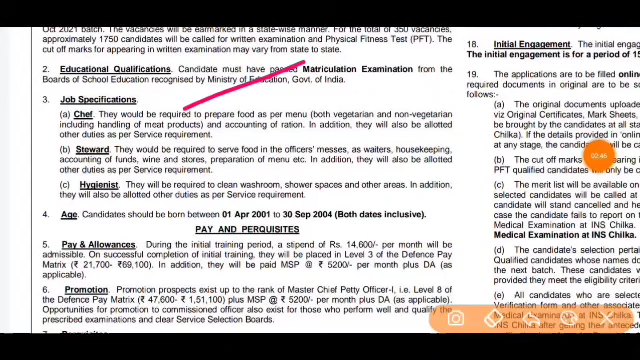 Oct 2021 batch. The vacancies will be earmarked in a state-wise manner. For the total of 350 vacancies,
approximately 1750 candidates will be called for written examination and Physical Fitness Test (PFT).
The cut off marks for appearing in written examination may vary from state to state.
2. Educational Qualifications. Candidate must have passed Matriculation Examination from the
Boards of School Education recognised by Ministry of Education, Govt. of India.
3. Job Specifications
(a) Chef. They would be required to prepare food as per menu (both vegetarian and non-vegetarian
including handling of meat products) and accounting of ration. In addition, they will also be allotted
other duties as per Service requirement.
(b) Steward. They would be required to serve food in the officers' messes, as waiters, housekeeping,
accounting of funds, wine and stores, preparation of menu etc. In addition, they will also be allotted
other duties as per Service requirement.
(c) Hygienist. They will be required to clean washroom, shower spaces and other areas. In addition,
they will also be allotted other duties as per Service requirement.
4. Age. Candidates should be born between 01 Apr 2001 to 30 Sep 2004 (Both dates inclusive).
PAY AND PERQUISITES
5. Pay & Allowances. During the initial training period, a stipend of Rs. 14,600/- per month will be
admissible. On successful completion of initial training, they will be placed in Level 3 of the Defence Pay
Matrix (₹ 21,700- ₹69,100). In addition, they will be paid MSP @ ₹ 5200/- per month plus DA (as
applicable).
6. Promotion. Promotion prospects exist up to the rank of Master Chief Petty Officer-I, i.e. Level 8
of the Defence Pay Matrix (₹ 47,600- ₹ 1,51,100) plus MSP @ ₹ 5200/- per month plus DA (as applicable).
Opportunities for promotion to commissioned officer also exist for those who perform well and qualify the
prescribed examinations and clear Service Selection Boards.
18. Initial Engagement. The initial enga
The initial engagement is for a period of 15
19. The applications are to be filled online
required documents in original are to be so
follows:-
(a) The original documents uploade
viz Original Certificates, Mark Sheets,
be brought by the candidates at all sta
Chilka). If the details provided in onlin
at any stage, the candidate
02:46
(b) The cut off marks
PFT qualified candidates will only be c
(c) The merit list will be available on
selected candidates will be called on
joining will stand cancelled and he
case the candidate fails to report on
Medical Examination at INS Chilka.
(d) The candidate's selection pertai
Qualified candidates whose names do
the next batch. These candidates w
provided they meet the eligibility criteri
(e) All candidates who are selecte
Verification form and other associate
Medical Examination at INS Chilka